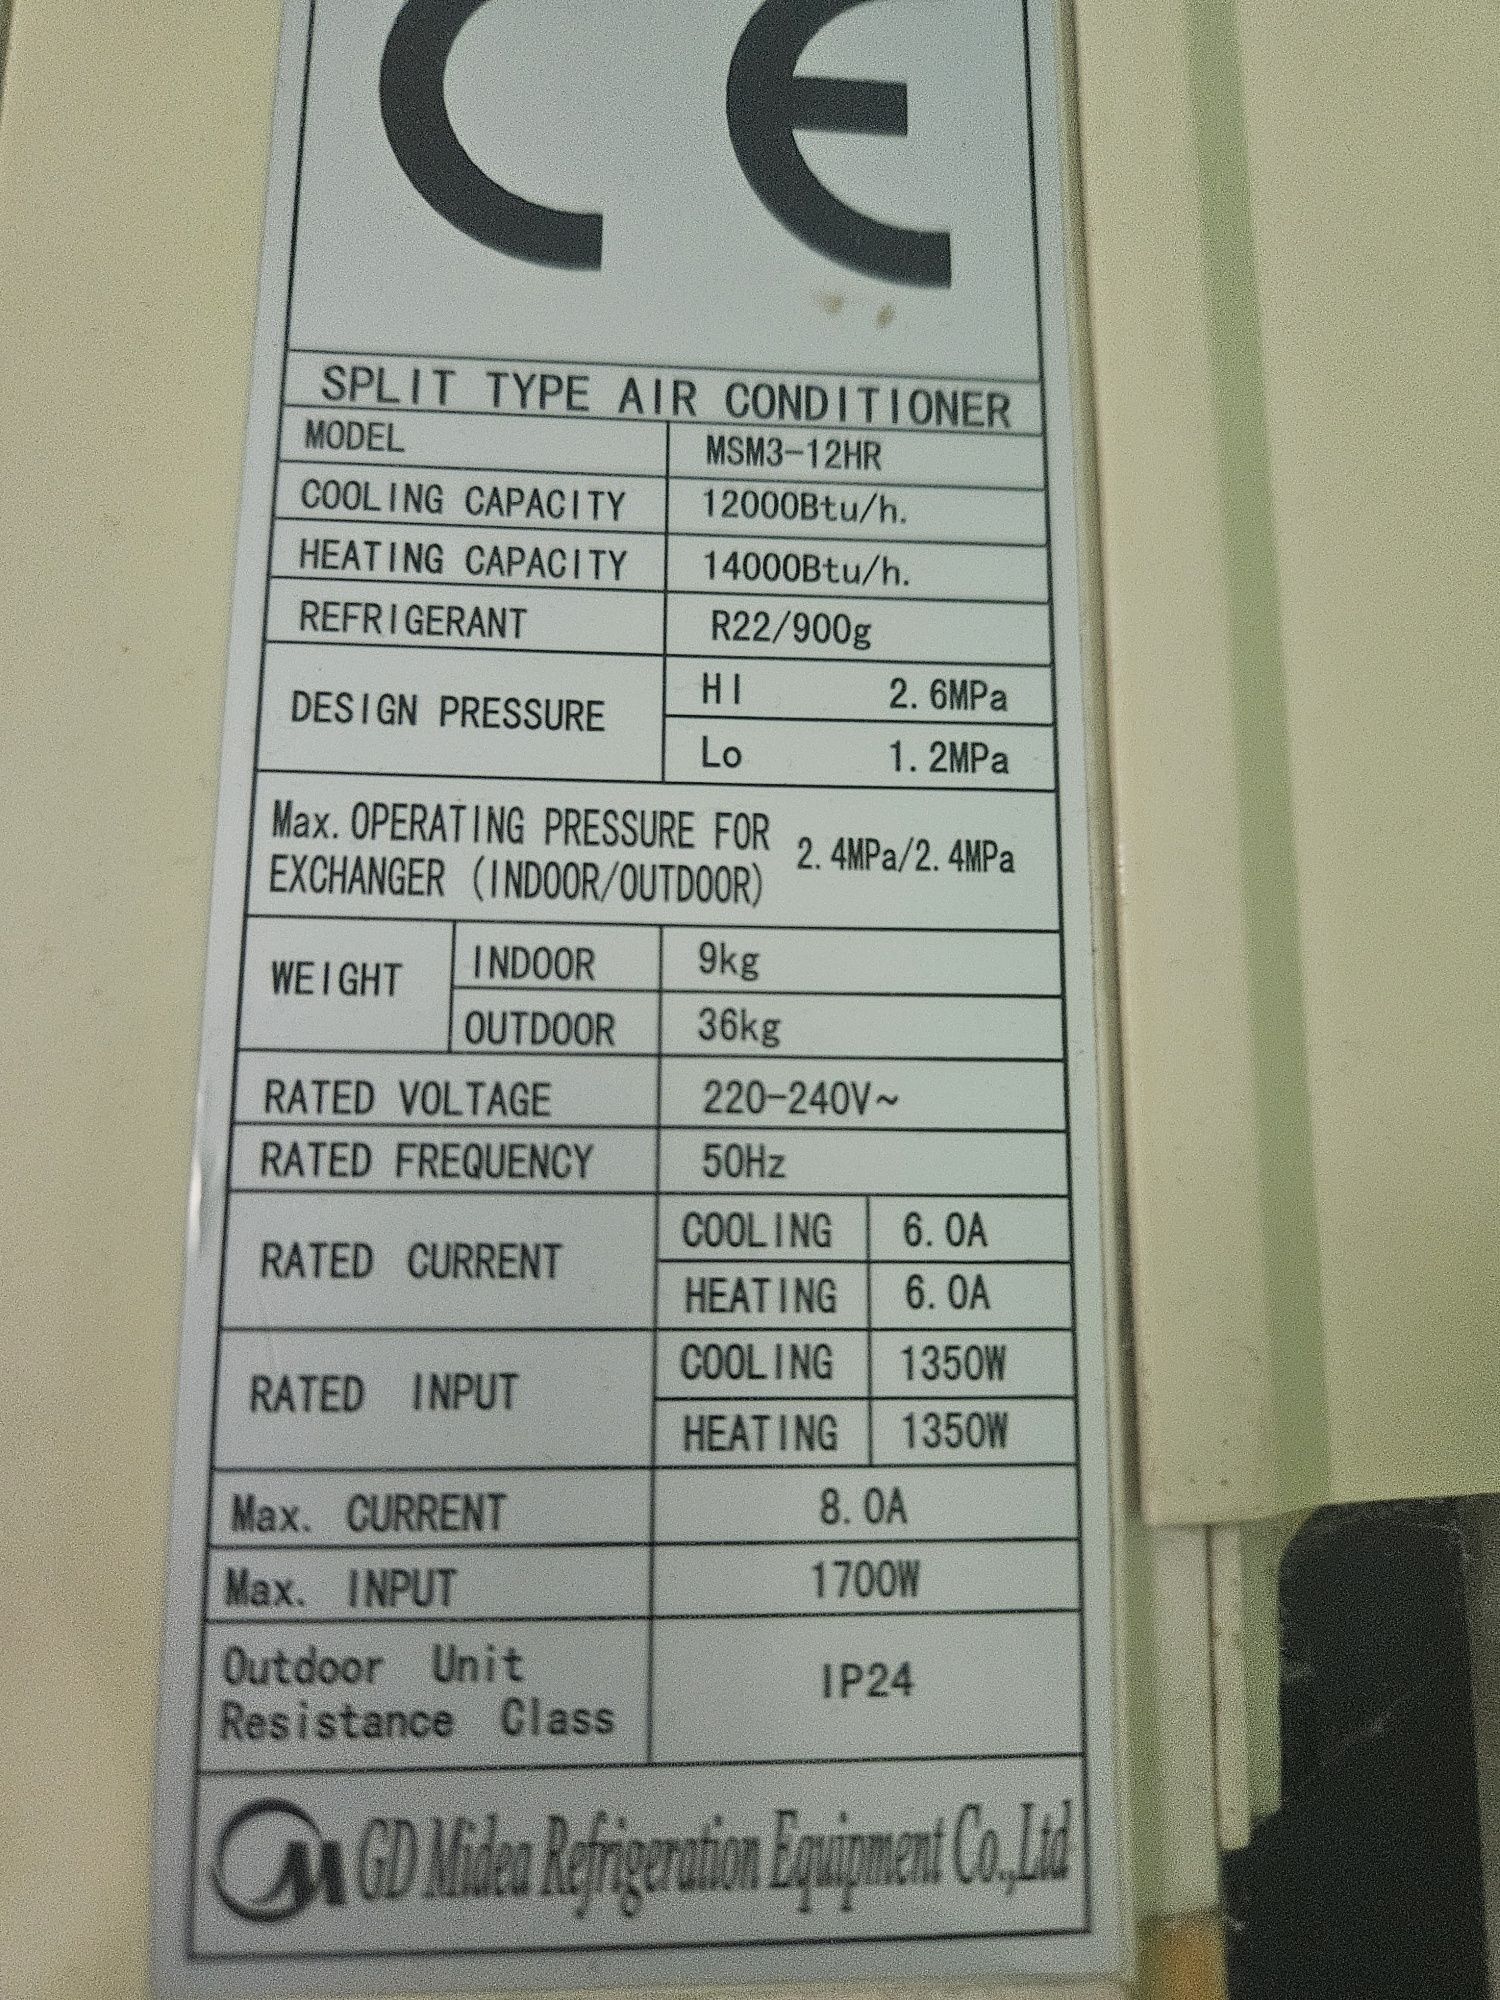 CE
SPLIT TYPE AIR CONDITIONER
MODEL MSM3-12HR
COOLING CAPACITY 12000Btu/h.
HEATING CAPACITY 14000Btu/h.
REFRIGERANT R22/900g
DESIGN PRESSURE
HI 2.6MPa
Lo 1.2MPa
Max.OPERATING PRESSURE FOR
EXCHANGER (INDOOR/OUTDOOR)
2.4MPa/2.4MPa
WEIGHT
INDOOR 9kg
OUTDOOR 36kg
RATED VOLTAGE 220-240V~
RATED FREQUENCY 50Hz
RATED CURRENT
COOLING 6.0A
HEATING 6.0A
RATED INPUT
COOLING 1350W
HEATING 1350W
Max. CURRENT 8.0A
Max. INPUT 1700W
Outdoor Unit
Resistance Class
IP24
GD Midea Refrigeration Equipment Co.,Ltd